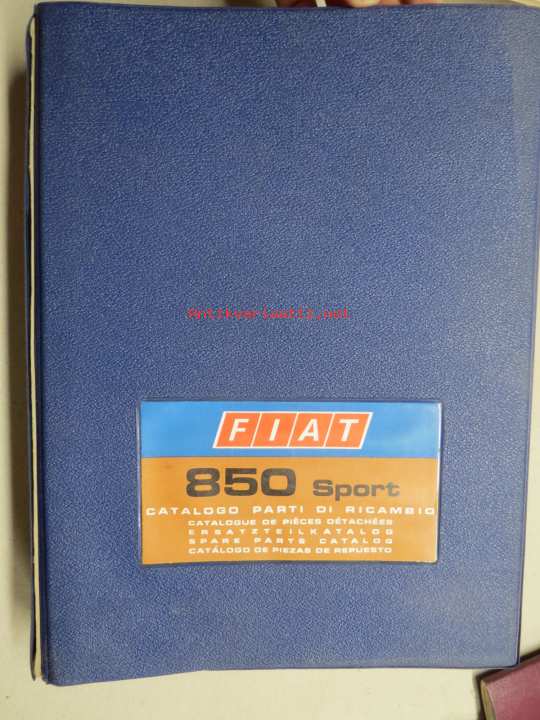 Antikvariaatti.net
FIAT
850 Sport
CATALOGO PARTI DI RICAMBIO
CATALOGUE DE PIÈCES DÉTACHÉES
ERSATZTEILKATALOG
SPARE PARTS CATALOG
CATÁLOGO DE PIEZAS DE REPUESTO